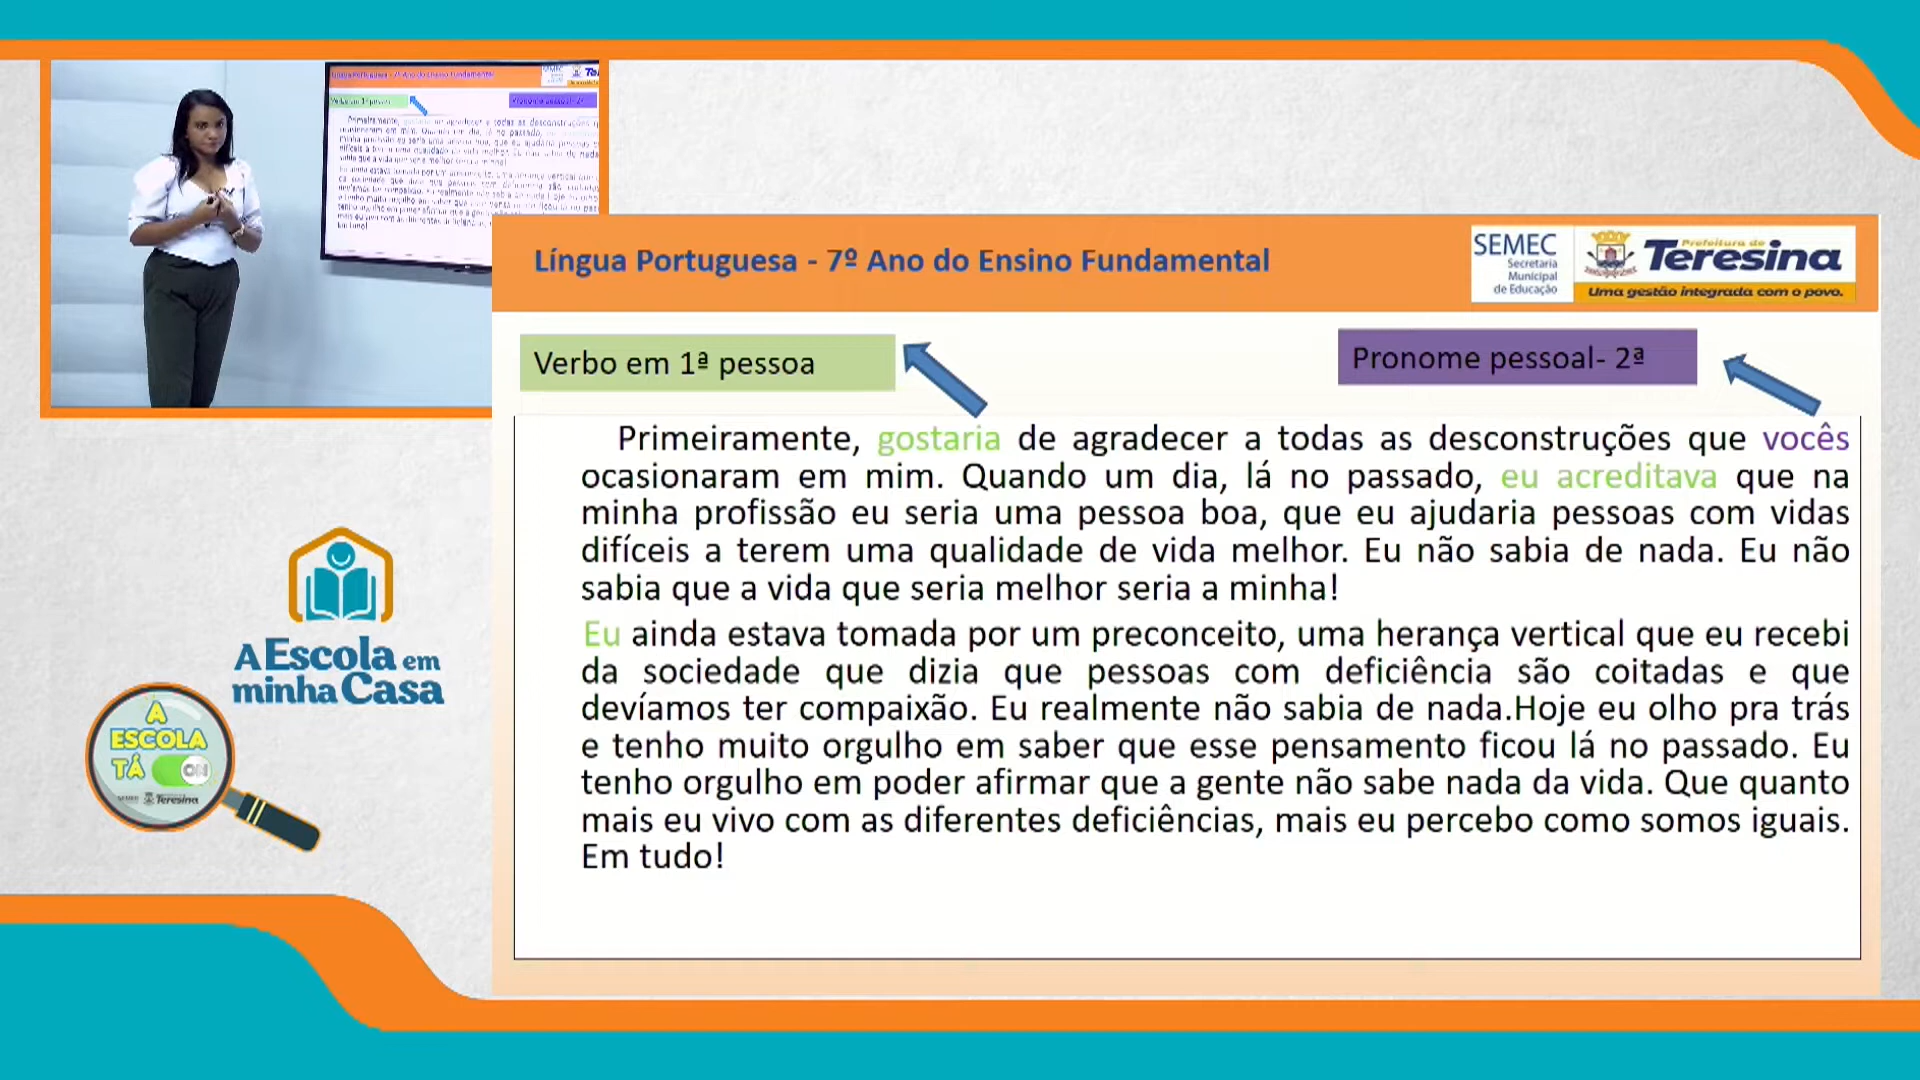 Língua Portuguesa - 7º Ano do Ensino Fundamental
SEMEC
Secretaria
Municipal
de Educação
Prefeitura de
Teresina
Uma gestão integrada com o povo.
Verbo em 1ª pessoa
Pronome pessoal- 2ª
Primeiramente, gostaria de agradecer a todas as desconstruções que vocês
ocasionaram em mim. Quando um dia, lá no passado, eu acreditava que na
minha profissão eu seria uma pessoa boa, que eu ajudaria pessoas com vidas
difíceis a terem uma qualidade de vida melhor. Eu não sabia de nada. Eu não
sabia que a vida que seria melhor seria a minha!
Eu ainda estava tomada por um preconceito, uma herança vertical que eu recebi
da sociedade que dizia que pessoas com deficiência são coitadas e que
devíamos ter compaixão. Eu realmente não sabia de nada.Hoje eu olho pra trás
e tenho muito orgulho em saber que esse pensamento ficou lá no passado. Eu
tenho orgulho em poder afirmar que a gente não sabe nada da vida. Que quanto
mais eu vivo com as diferentes deficiências, mais eu percebo como somos iguais.
Em tudo!
A Escola em
minha Casa
A
ESCOLA
TÁ ON
SEMEC Teresina